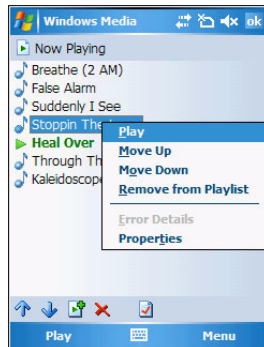 Windows Media ok
Now Playing
Breathe (2 AM)
False Alarm
Suddenly I See
Stoppin The
Heal Over
Through Th
Kaleidoscope
Play
Move Up
Move Down
Remove from Playlist
Error Details
Properties
Play Menu